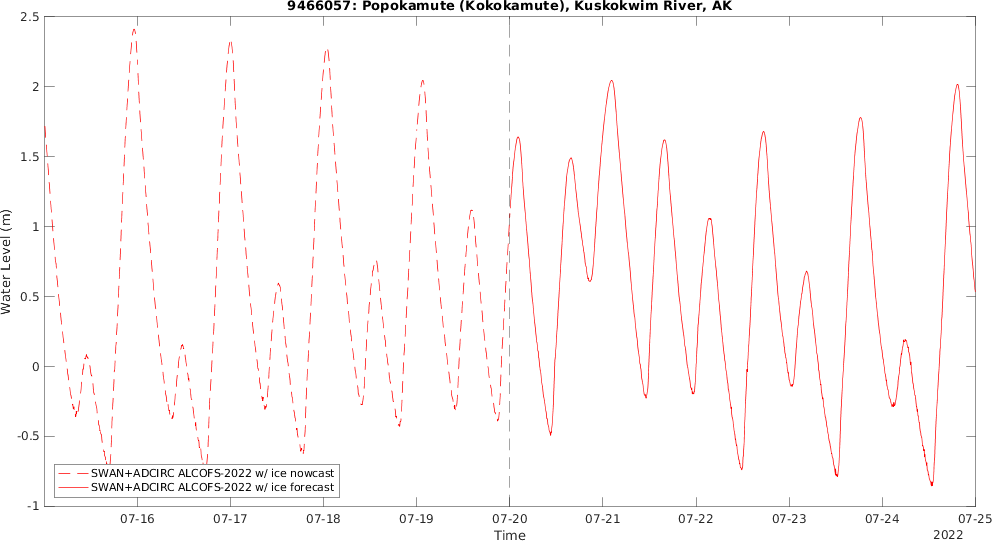 9466057: Popokamute (Kokokamute), Kuskokwim River, AK
2.5
2
1.5
1
0.5
0
-0.5
-1
Water Level (m)
SWAN+ADCIRC ALCOFS-2022 w/ ice nowcast
SWAN+ADCIRC ALCOFS-2022 w/ ice forecast
07-16 07-17 07-18 07-19 07-20 07-21 07-22 07-23 07-24 07-25
Time
2022